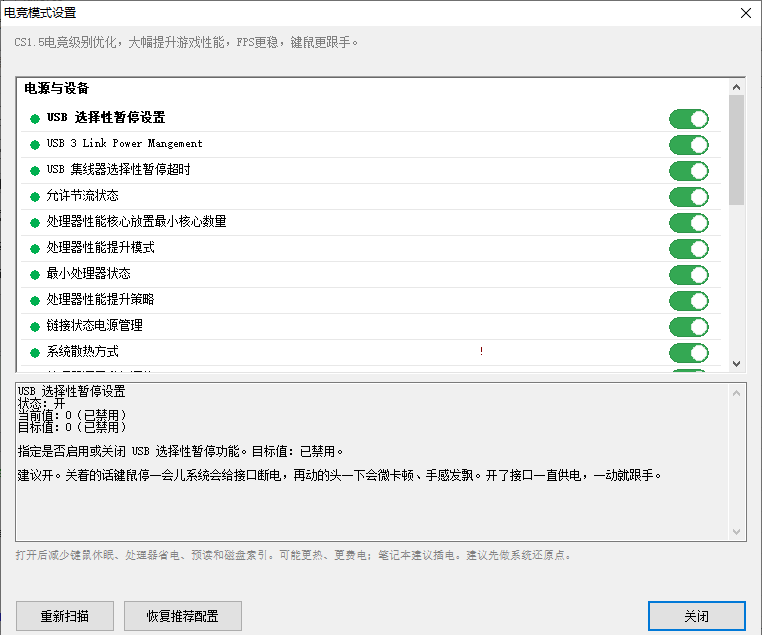 电竞模式设置
CS1.5电竞级别优化，大幅提升游戏性能，FPS更稳，键鼠更跟手。
电源与设备
USB 选择性暂停设置
USB 3 Link Power Mangement
USB 集线器选择性暂停超时
允许节流状态
处理器性能核心放置最小核心数量
处理器性能提升模式
最小处理器状态
处理器性能提升策略
链接状态电源管理
系统散热方式 !
USB 选择性暂停设置
状态：开
当前值：0（已禁用）
目标值：0（已禁用）
指定是否启用或关闭 USB 选择性暂停功能。目标值：已禁用。
建议开。关着的话键鼠停一会儿系统会给接口断电，再动的头一下会微卡顿、手感发飘。开了接口一直供电，一动就跟手。
打开后减少键鼠休眠、处理器省电、预读和磁盘索引。可能更热、更费电；笔记本建议插电。建议先做系统还原点。
重新扫描 恢复推荐配置 关闭